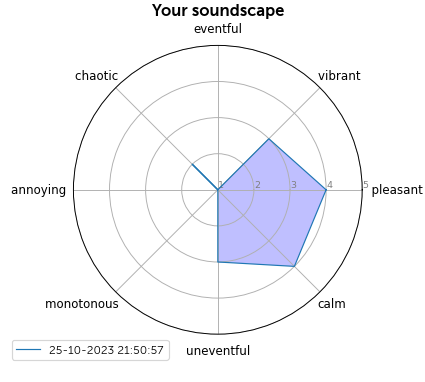 Your soundscape
eventful
chaotic
vibrant
annoying
1
2
3
4
5
pleasant
monotonous
calm
uneventful
25-10-2023 21:50:57